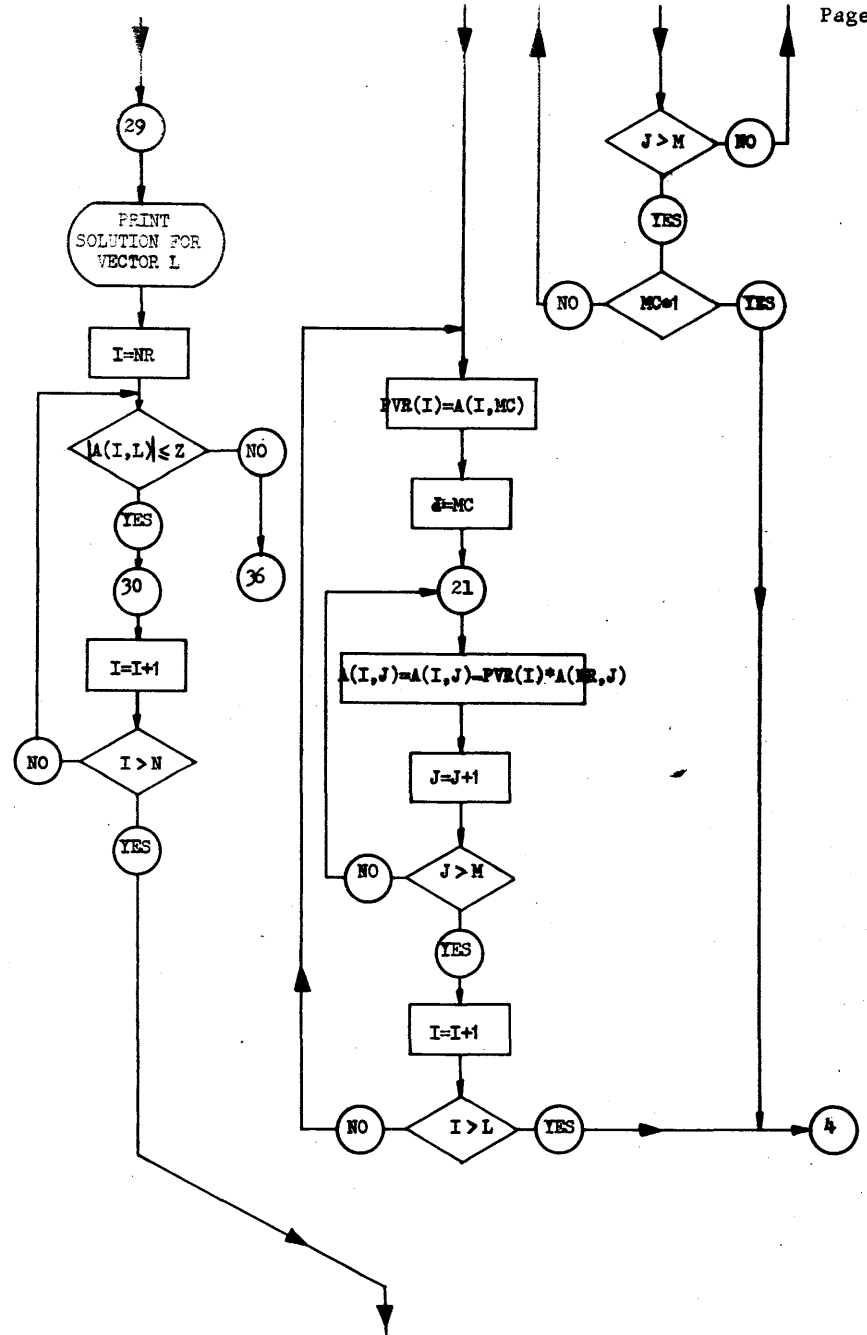 Page
29
PRINT
SOLUTION FOR
VECTOR L
I=NR
|A(I,L)| ≤ Z
NO
YES
30
36
I=I+1
I > N
NO
YES
PVR(I)=A(I,MC)
J=MC
21
A(I,J)=A(I,J)-PVR(I)*A(NR,J)
J=J+1
J > M
NO
YES
I=I+1
I > L
NO
YES
J > M
NO
YES
MC=1
NO
YES
4